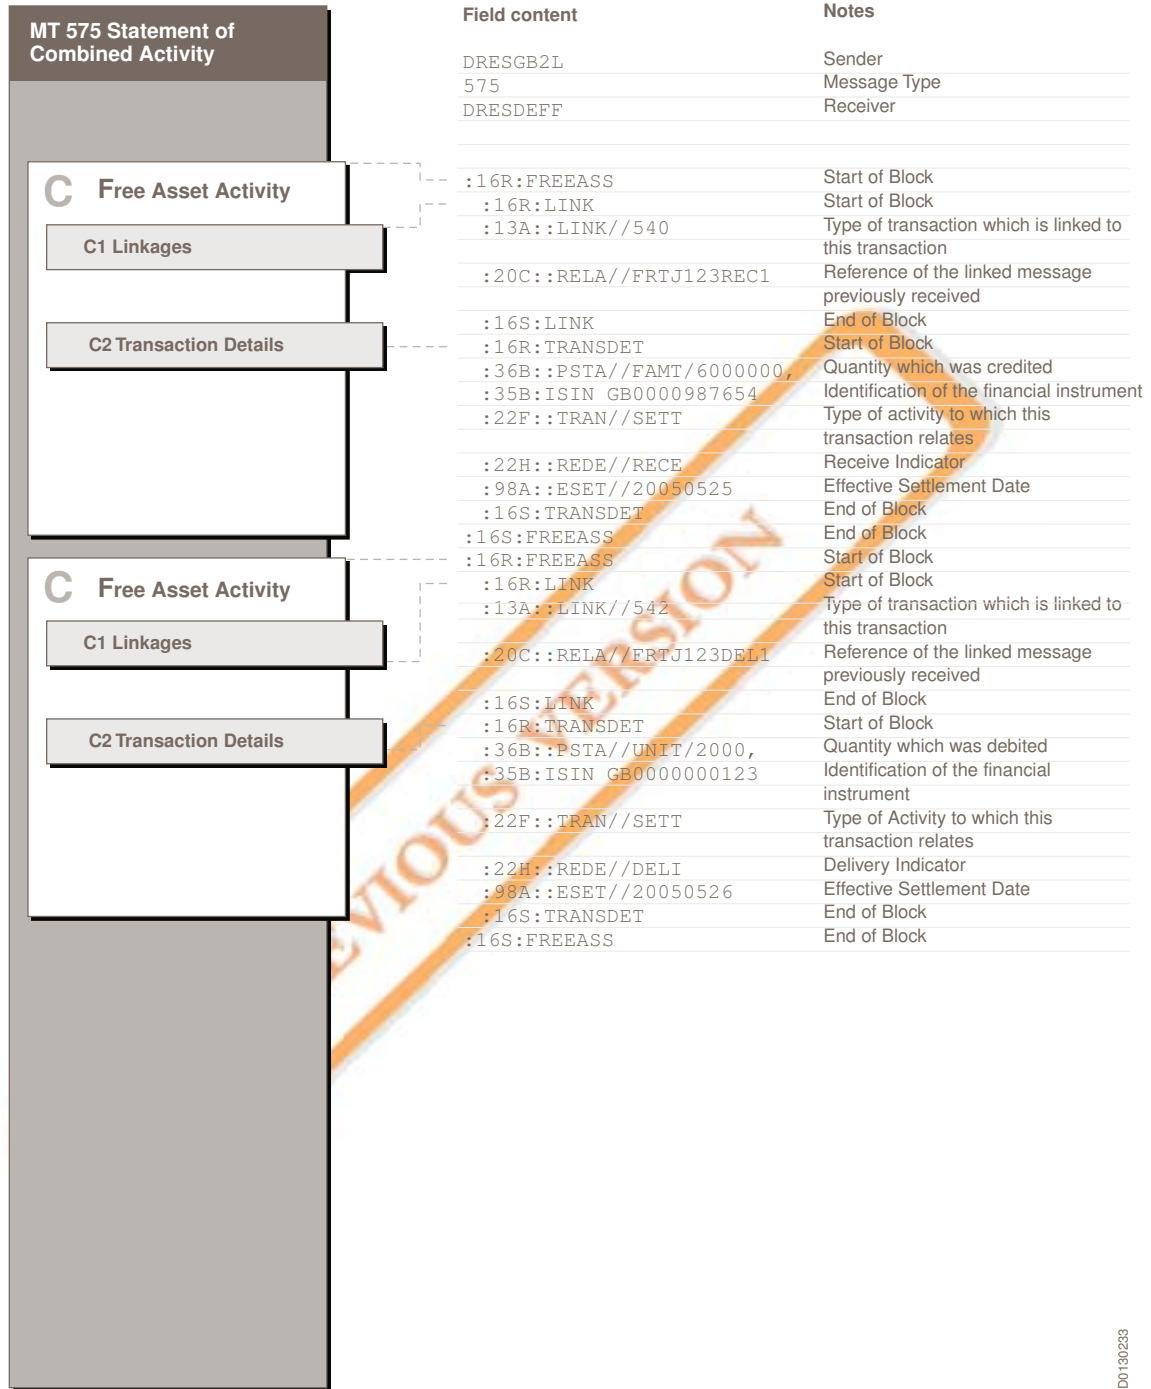 MT 575 Statement of
Combined Activity
Field content Notes
DRESGB2L Sender
575 Message Type
DRESDEFF Receiver
C Free Asset Activity
C1 Linkages
C2 Transaction Details
:16R:FREEASS Start of Block
:16R:LINK Start of Block
:13A::LINK//540 Type of transaction which is linked to
this transaction
:20C::RELA//FRTJ123REC1 Reference of the linked message
previously received
:16S:LINK End of Block
:16R:TRANSDET Start of Block
:36B::PSTA//FAMT/6000000, Quantity which was credited
:35B:ISIN GB0000987654 Identification of the financial instrument
:22F::TRAN//SETT Type of activity to which this
transaction relates
:22H::REDE//RECE Receive Indicator
:98A::ESET//20050525 Effective Settlement Date
:16S:TRANSDET End of Block
:16S:FREEASS End of Block
C Free Asset Activity
C1 Linkages
C2 Transaction Details
:16R:FREEASS Start of Block
:16R:LINK Start of Block
:13A::LINK//542 Type of transaction which is linked to
this transaction
:20C::RELA//FRTJ123DEL1 Reference of the linked message
previously received
:16S:LINK End of Block
:16R:TRANSDET Start of Block
:36B::PSTA//UNIT/2000, Quantity which was debited
:35B:ISIN GB0000000123 Identification of the financial
instrument
:22F::TRAN//SETT Type of Activity to which this
transaction relates
:22H::REDE//DELI Delivery Indicator
:98A::ESET//20050526 Effective Settlement Date
:16S:TRANSDET End of Block
:16S:FREEASS End of Block
EVIOUS VERSION
D0130233